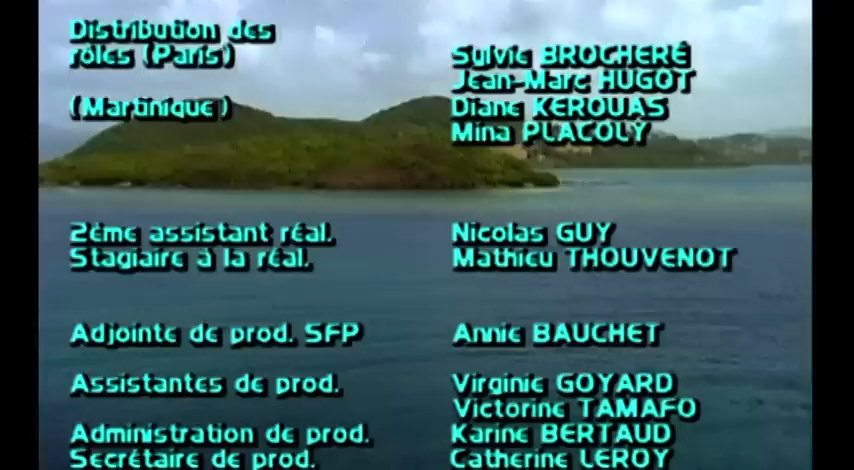 Distribution des
rôles (Paris) Sylvie BROCHERÉ
Jean-Marc HUGOT
(Martinique) Diane KEROUAS
Mina PLACOLY
2ème assistant réal. Nicolas GUY
Stagiaire à la réal. Mathieu THOUVENOT
Adjointe de prod. SFP Annie BAUCHET
Assistantes de prod. Virginie GOYARD
Victorine TAMAFO
Administration de prod. Karine BERTAUD
Secrétaire de prod. Catherine LEROY